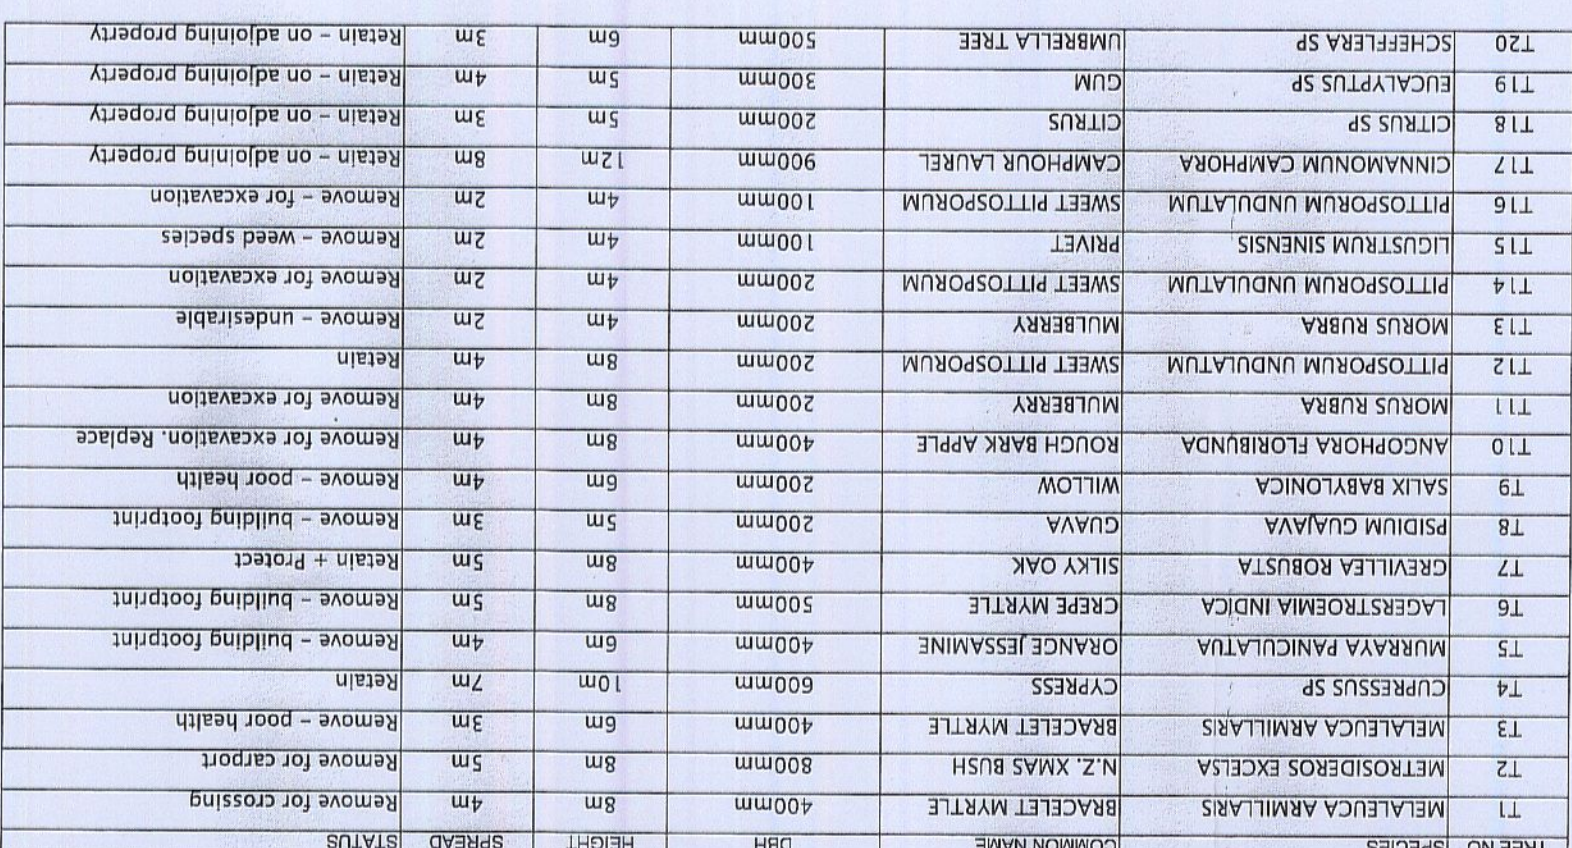 TREE NO SPECIES COMMON NAME DBH HEIGHT SPREAD STATUS
T1 MELALEUCA ARMILLARIS BRACELET MYRTLE 400mm 8m 4m Remove for crossing
T2 METROSIDEROS EXCELSA N.Z. XMAS BUSH 800mm 8m 5m Remove for carport
T3 MELALEUCA ARMILLARIS BRACELET MYRTLE 400mm 6m 3m Remove – poor health
T4 CUPRESSUS SP CYPRESS 600mm 10m 7m Retain
T5 MURRAYA PANICULATUA ORANGE JESSAMINE 400mm 6m 4m Remove – building footprint
T6 LAGERSTROEMIA INDICA CREPE MYRTLE 500mm 8m 5m Remove – building footprint
T7 GREVILLEA ROBUSTA SILKY OAK 400mm 8m 5m Retain + Protect
T8 PSIDIUM GUAJAVA GUAVA 200mm 5m 3m Remove – building footprint
T9 SALIX BABYLONICA WILLOW 200mm 6m 4m Remove – poor health
T10 ANGOPHORA FLORIBUNDA ROUGH BARK APPLE 400mm 8m 4m Remove for excavation. Replace
T11 MORUS RUBRA MULBERRY 200mm 8m 4m Remove for excavation
T12 PITTOSPORUM UNDULATUM SWEET PITTOSPORUM 200mm 8m 4m Retain
T13 MORUS RUBRA MULBERRY 200mm 4m 2m Remove – undesirable
T14 PITTOSPORUM UNDULATUM SWEET PITTOSPORUM 200mm 4m 2m Remove for excavation
T15 LIGUSTRUM SINENSIS PRIVET 100mm 4m 2m Remove – weed species
T16 PITTOSPORUM UNDULATUM SWEET PITTOSPORUM 100mm 4m 2m Remove – for excavation
T17 CINNAMONUM CAMPHORA CAMPHOUR LAUREL 900mm 12m 8m Retain – on adjoining property
T18 CITRUS SP CITRUS 200mm 5m 3m Retain – on adjoining property
T19 EUCALYPTUS SP GUM 300mm 5m 4m Retain – on adjoining property
T20 SCHEFFLERA SP UMBRELLA TREE 500mm 6m 3m Retain – on adjoining property